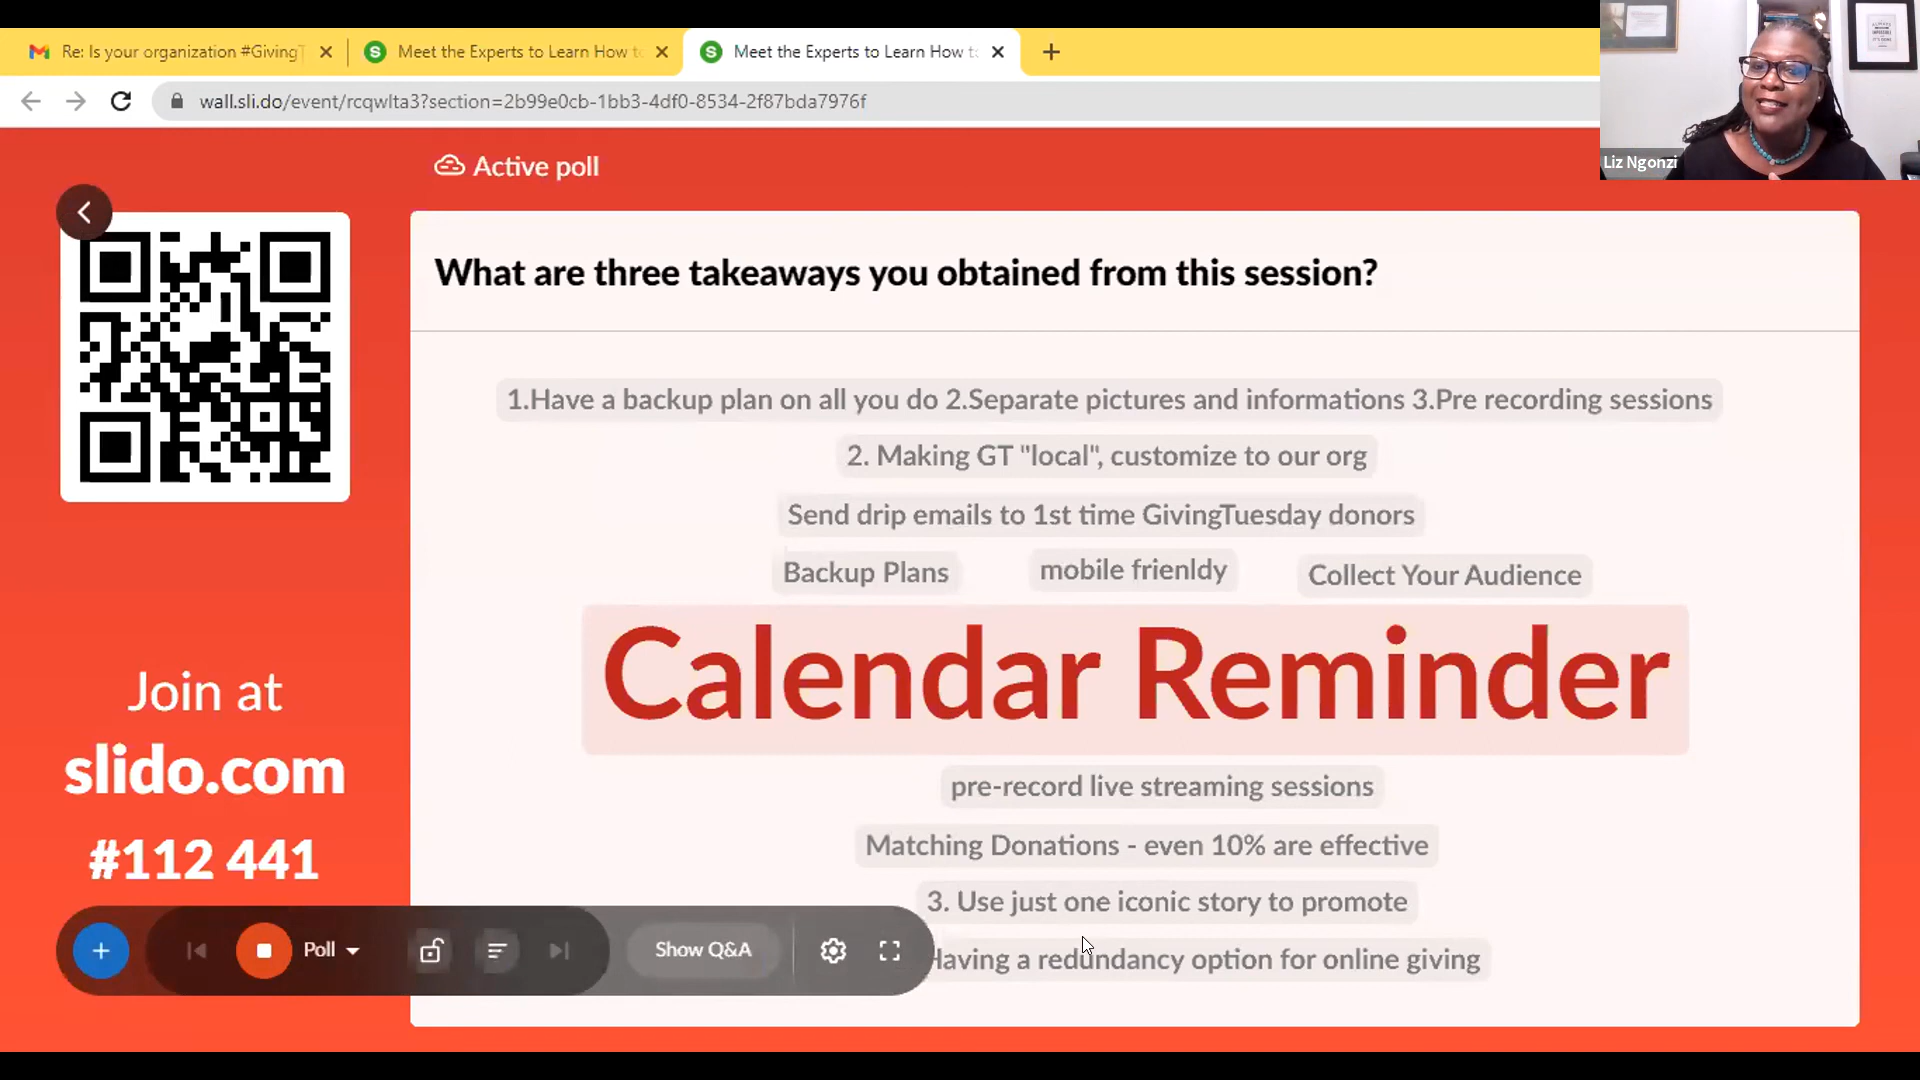 Re: Is your organization #Giving
Meet the Experts to Learn How to
Meet the Experts to Learn How to
wall.sli.do/event/rcqwlta3?section=2b99e0cb-1bb3-4df0-8534-2f87bda7976f
Liz Ngonzi
Active poll
What are three takeaways you obtained from this session?
1.Have a backup plan on all you do 2.Separate pictures and informations 3.Pre recording sessions
2. Making GT "local", customize to our org
Send drip emails to 1st time GivingTuesday donors
Backup Plans
mobile frienldy
Collect Your Audience
Calendar Reminder
pre-record live streaming sessions
Matching Donations - even 10% are effective
3. Use just one iconic story to promote
Having a redundancy option for online giving
Join at
slido.com
#112 441
Poll
Show Q&A